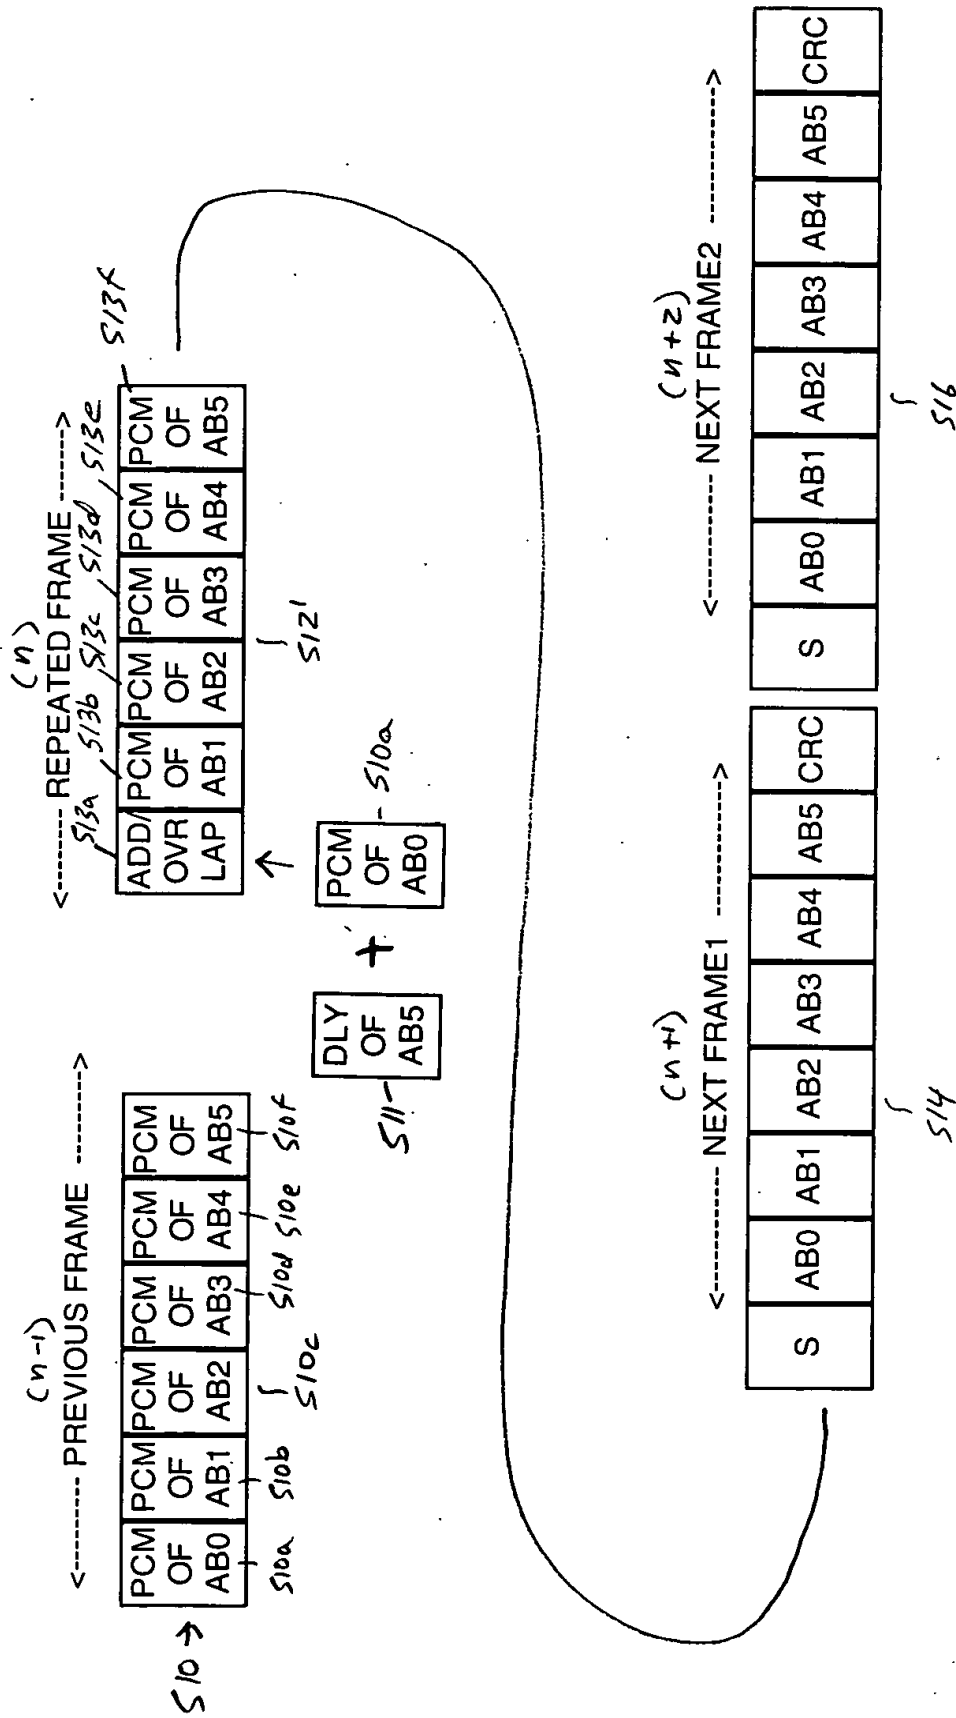 (n-1)
<------- PREVIOUS FRAME ------->
S10 →
PCM OF AB0
PCM OF AB1
PCM OF AB2
PCM OF AB3
PCM OF AB4
PCM OF AB5
S10a
S10b
S10c
S10d
S10e
S10f
(n)
<------ REPEATED FRAME ------>
S13a
S13b
S13c
S13d
S13e
S13f
ADD/ OVR LAP
PCM OF AB1
PCM OF AB2
PCM OF AB3
PCM OF AB4
PCM OF AB5
S12'
S11
DLY OF AB5
+
PCM OF AB0
S10a
(n+1)
<-------- NEXT FRAME1 --------->
S
AB0
AB1
AB2
AB3
AB4
AB5
CRC
S14
(n+2)
<---------- NEXT FRAME2 ----------->
S
AB0
AB1
AB2
AB3
AB4
AB5
CRC
S16